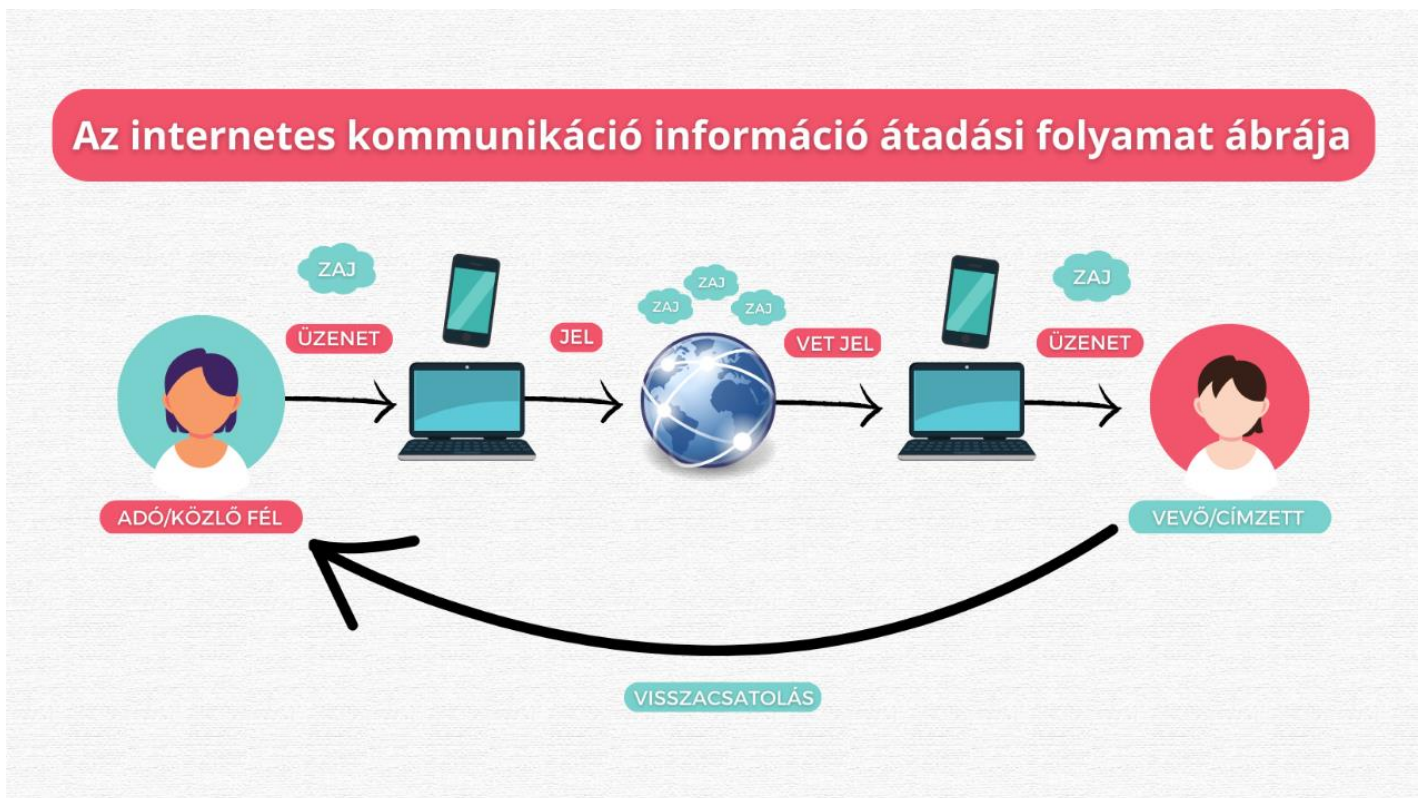 Az internetes kommunikáció információ átadási folyamat ábrája
ZAJ
ZAJ
ZAJ
ZAJ
ZAJ
ÜZENET
JEL
VET JEL
ÜZENET
ADÓ/KÖZLŐ FÉL
VEVŐ/CÍMZETT
VISSZACSATOLÁS